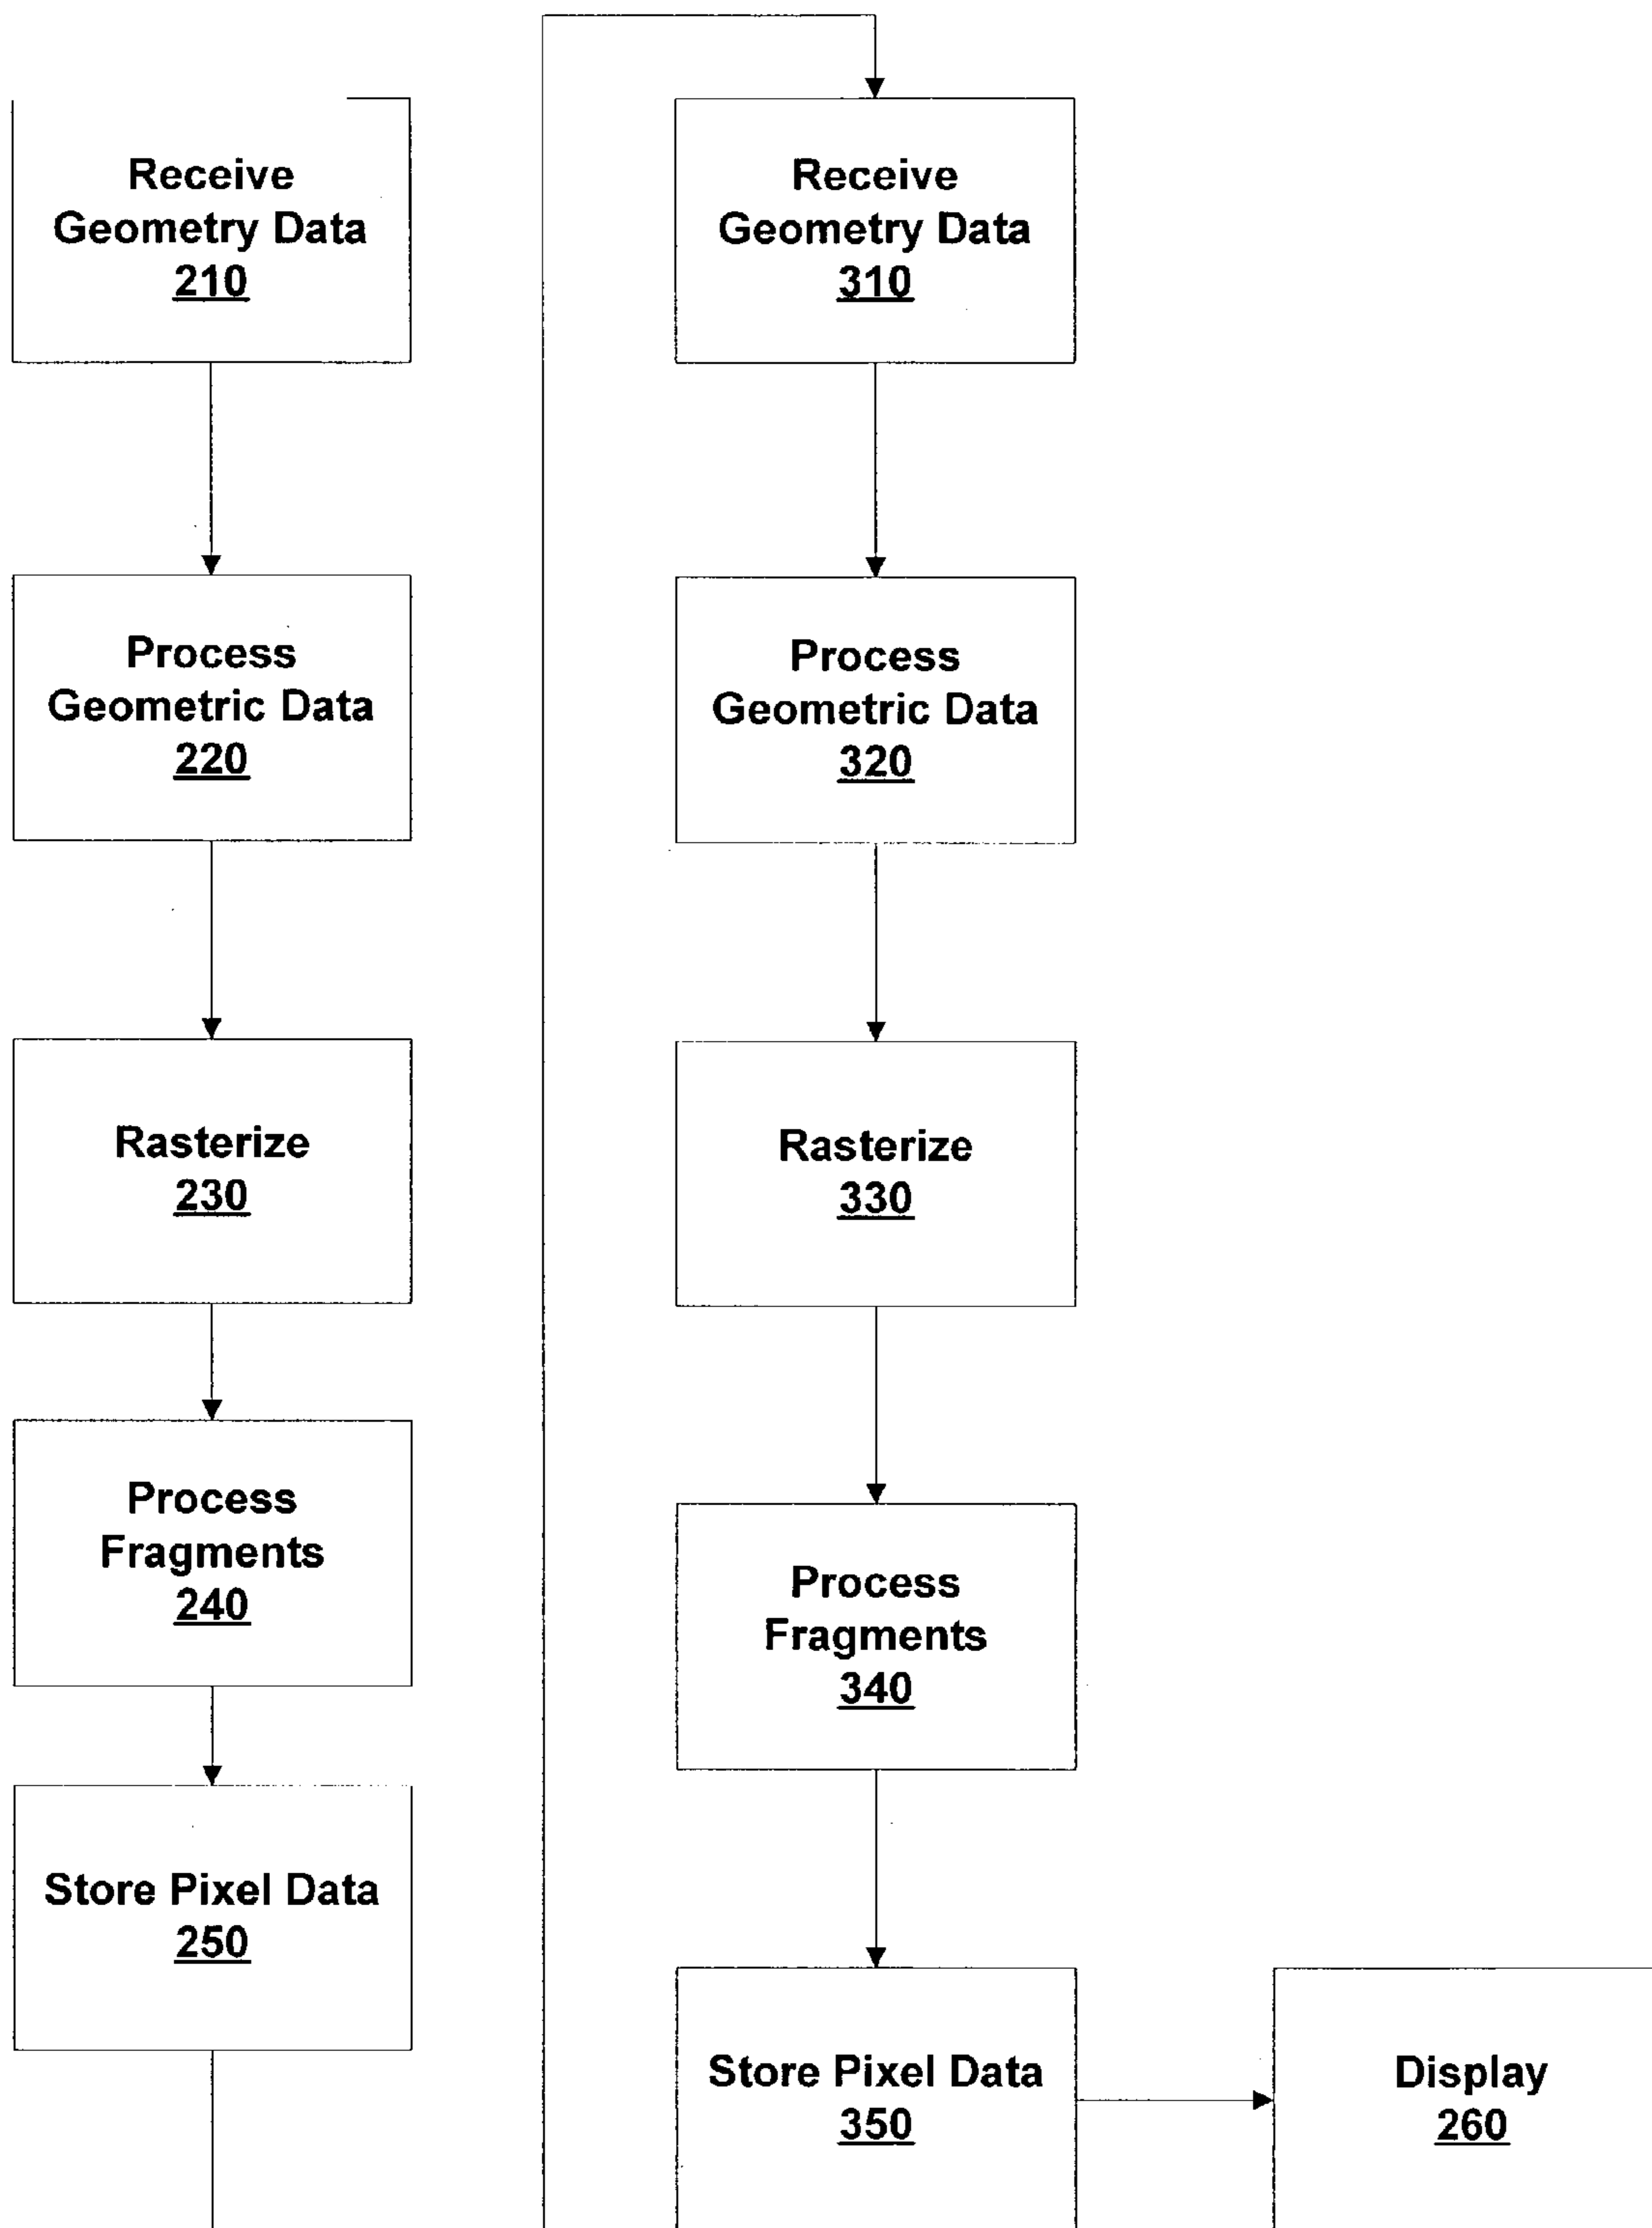 Receive
Geometry Data
210
Process
Geometric Data
220
Rasterize
230
Process
Fragments
240
Store Pixel Data
250
Receive
Geometry Data
310
Process
Geometric Data
320
Rasterize
330
Process
Fragments
340
Store Pixel Data
350
Display
260